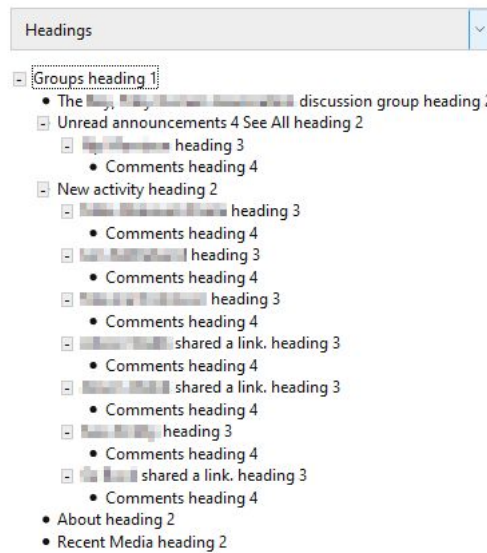 Headings
Groups heading 1
The discussion group heading 2
Unread announcements 4 See All heading 2
heading 3
Comments heading 4
New activity heading 2
heading 3
Comments heading 4
heading 3
Comments heading 4
heading 3
Comments heading 4
shared a link. heading 3
Comments heading 4
shared a link. heading 3
Comments heading 4
heading 3
Comments heading 4
shared a link. heading 3
Comments heading 4
About heading 2
Recent Media heading 2